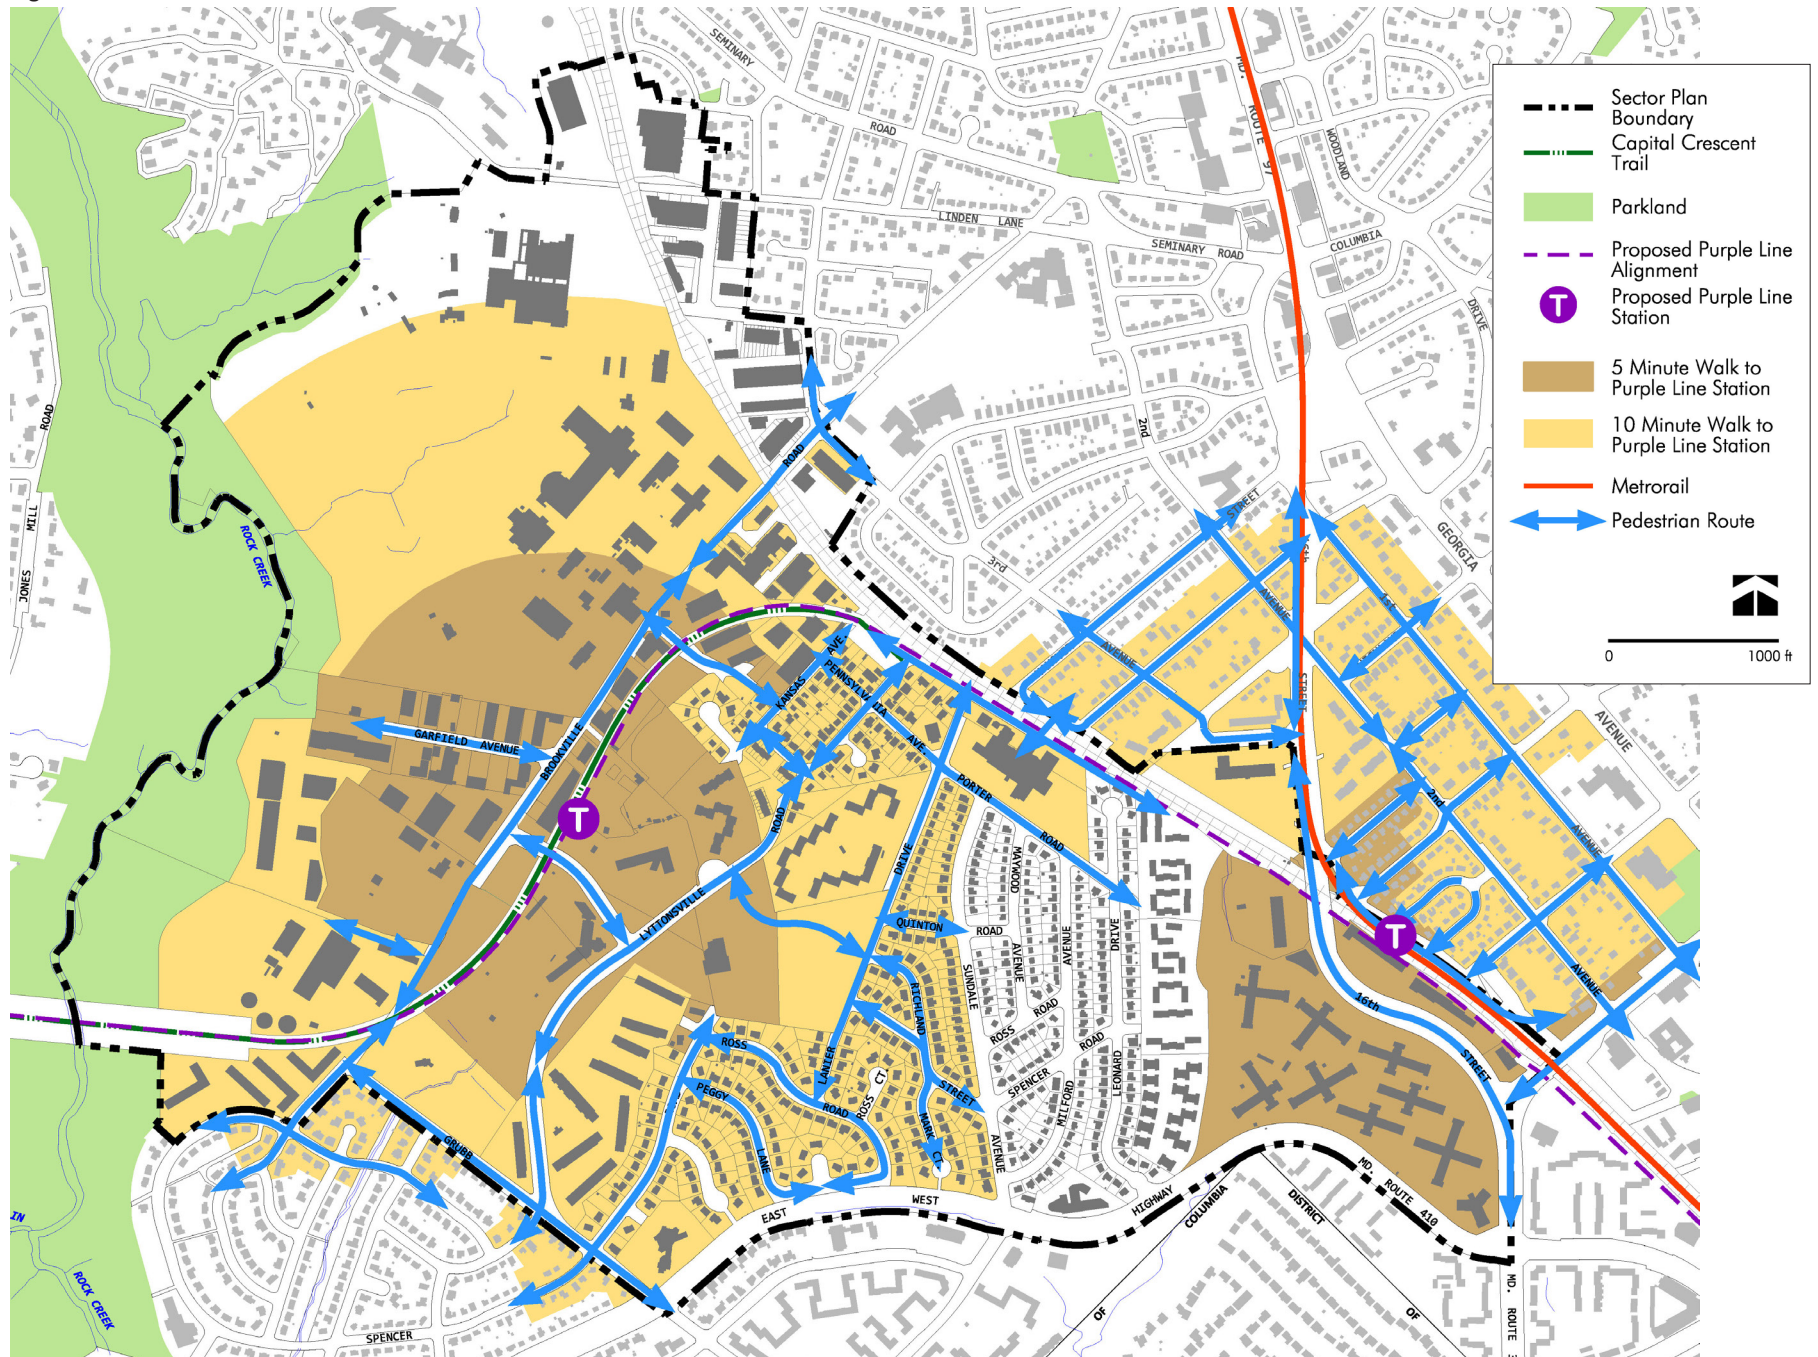 SEMINARY
ROAD
MD.
ROUTE 97
WOODLAND
LINDEN LANE
SEMINARY ROAD
COLUMBIA
DRIVE
Sector Plan
Boundary
Capital Crescent
Trail
Parkland
Proposed Purple Line
Alignment
T
Proposed Purple Line
Station
5 Minute Walk to
Purple Line Station
10 Minute Walk to
Purple Line Station
Metrorail
Pedestrian Route
0
1000 ft
JONES
MILL
ROAD
ROCK CREEK
ROAD
2nd
STREET
GEORGIA
AVENUE
3rd
16th
STREET
AVENUE
AVENUE
1st
AVENUE
2nd
AVENUE
GARFIELD AVENUE
BROOKVILLE
KANSAS
AVE.
PENNSYLVANIA
AVE.
PORTER
ROAD
T
LYTTONSVILLE
ROAD
DRIVE
LANIER
QUINTON
ROAD
MAYWOOD
AVENUE
AVENUE
DRIVE
SUNDALE
RICHLAND
STREET
ROSS
ROAD
ROSS
ROAD
ROSS CT.
PEGGY
LANE
MARK CT.
SPENCER
ROAD
MILFORD
LEONARD
AVENUE
T
16th
STREET
GRUBB
EAST
WEST
HIGHWAY
MD.
ROUTE 410
COLUMBIA
DISTRICT
OF
OF
MD.
ROUTE
SPENCER
IN
ROCK CREEK